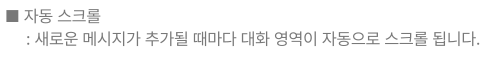 ■ 자동 스크롤
: 새로운 메시지가 추가될 때마다 대화 영역이 자동으로 스크롤 됩니다.